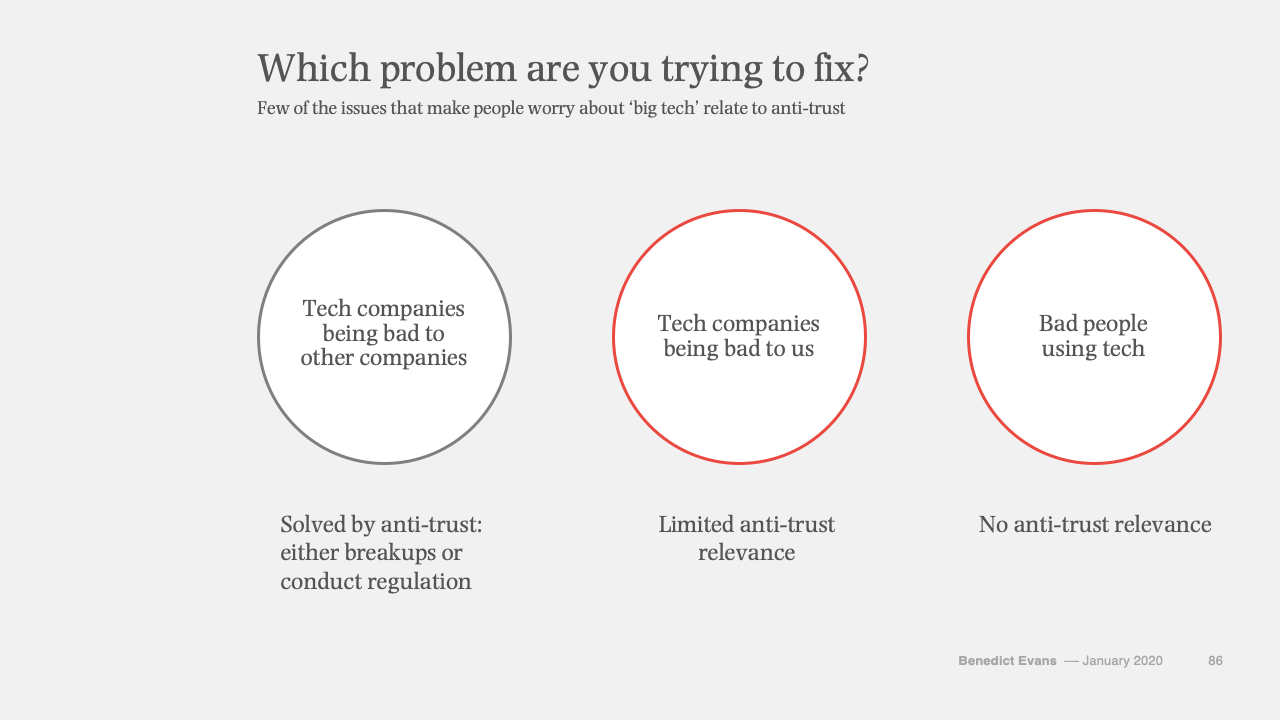 Which problem are you trying to fix?
Few of the issues that make people worry about ‘big tech’ relate to anti-trust
Tech companies
being bad to
other companies
Tech companies
being bad to us
Bad people
using tech
Solved by anti-trust:
either breakups or
conduct regulation
Limited anti-trust
relevance
No anti-trust relevance
Benedict Evans — January 2020 86